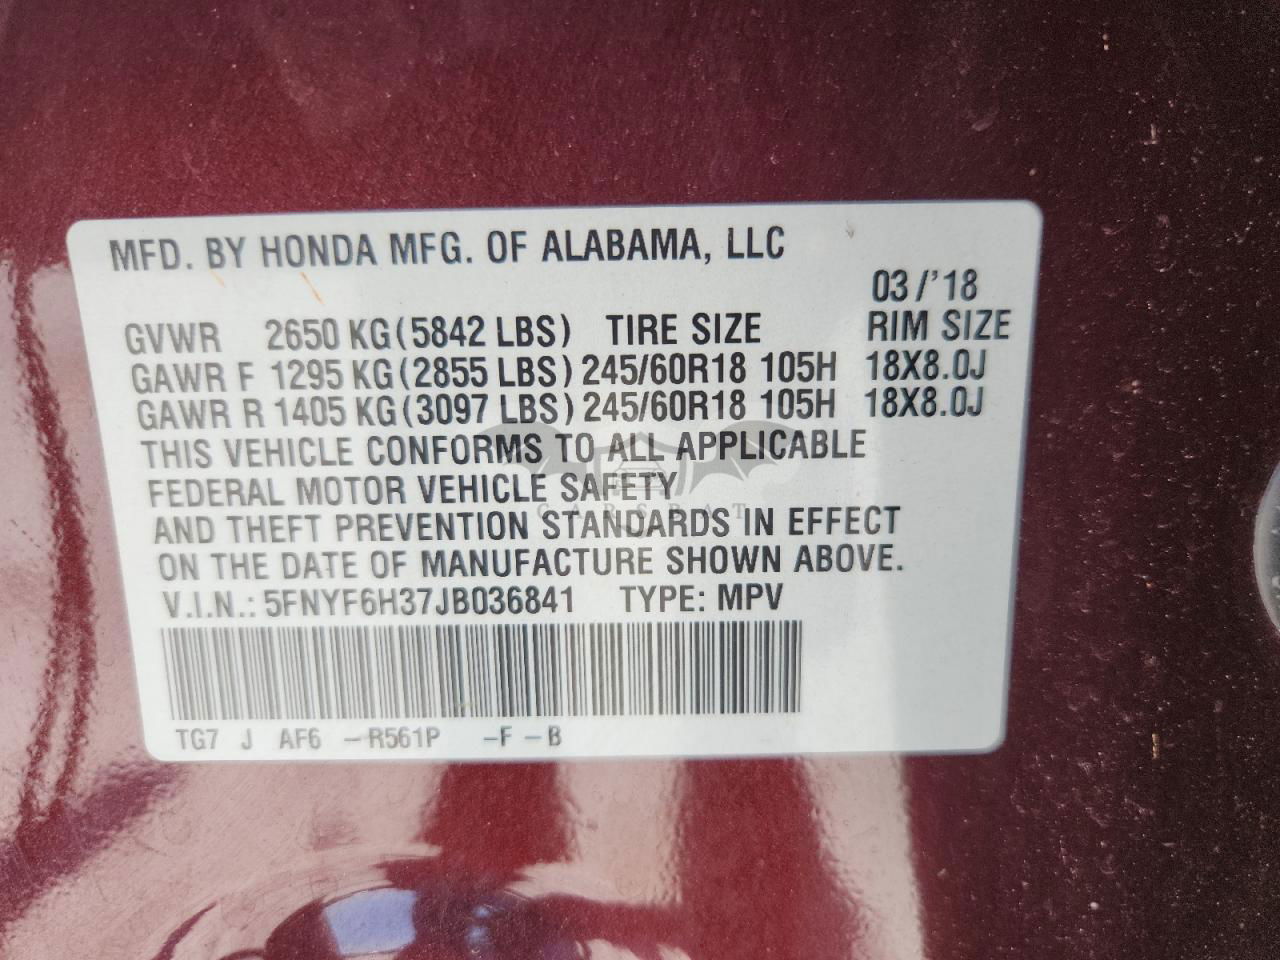 MFD. BY HONDA MFG. OF ALABAMA, LLC
03/'18
GVWR 2650 KG (5842 LBS) TIRE SIZE RIM SIZE
GAWR F 1295 KG (2855 LBS) 245/60R18 105H 18X8.0J
GAWR R 1405 KG (3097 LBS) 245/60R18 105H 18X8.0J
THIS VEHICLE CONFORMS TO ALL APPLICABLE
FEDERAL MOTOR VEHICLE SAFETY
CARSBAT
AND THEFT PREVENTION STANDARDS IN EFFECT
ON THE DATE OF MANUFACTURE SHOWN ABOVE.
V.I.N.: 5FNYF6H37JB036841 TYPE: MPV
TG7 J AF6 -R561P -F -B